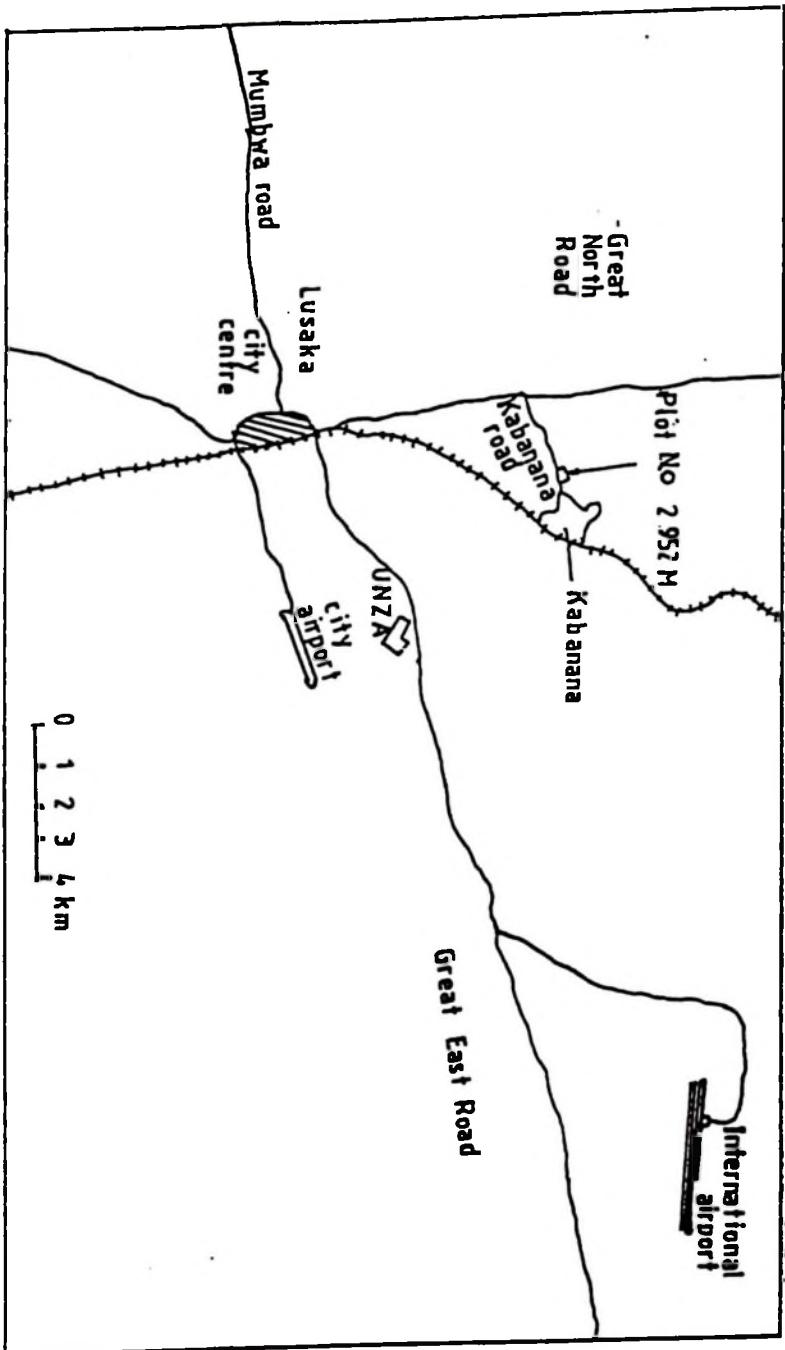 Great
North
Road
Plot No 2952 M
Kabanana
Kabanana
road
International
airport
Mumbwa road
Lusaka
city
centre
UNZA
city
airport
Great East Road
0 1 2 3 4 km